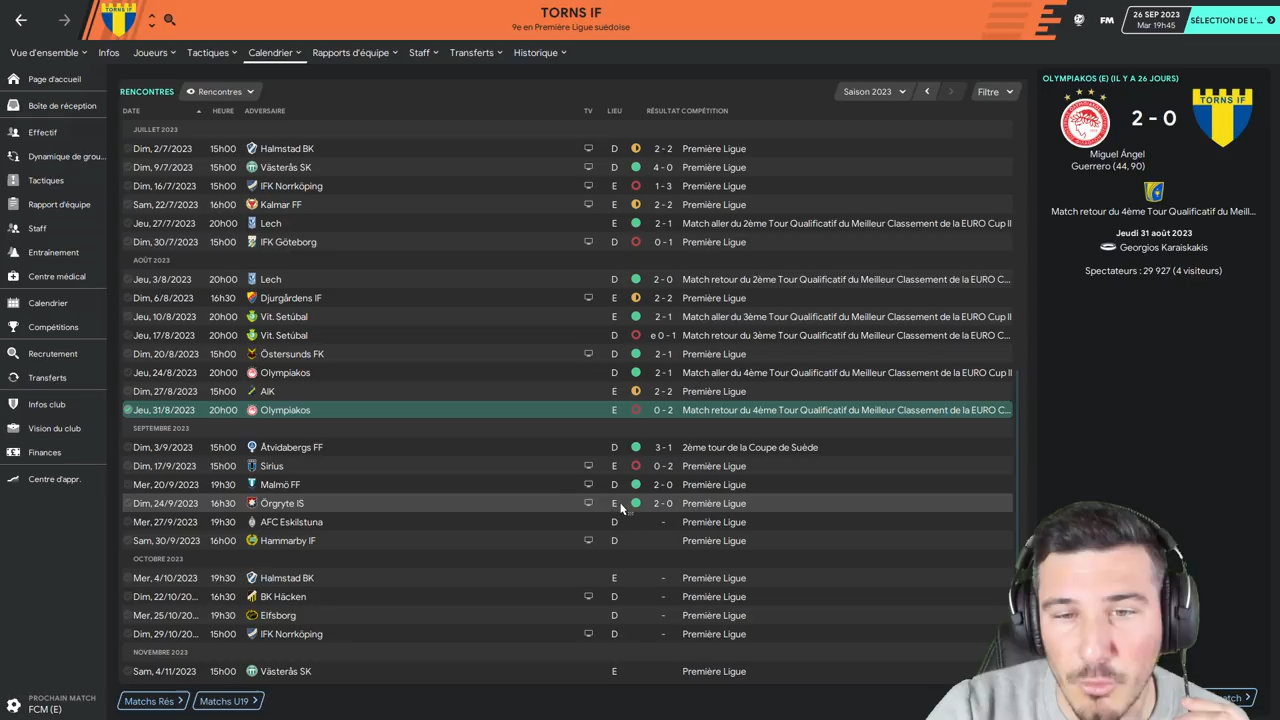 TORNS IF
9e en Première Ligue suédoise
26 SEP 2023
Mar 19h45
SÉLECTION DE L'...
FM
Vue d'ensemble
Infos
Joueurs
Tactiques
Calendrier
Rapports d'équipe
Staff
Transferts
Historique
Page d'accueil
Boîte de réception
Effectif
Dynamique de grou...
Tactiques
Rapport d'équipe
Staff
Entraînement
Centre médical
Calendrier
Compétitions
Recrutement
Transferts
Infos club
Vision du club
Finances
Centre d'appr.
PROCHAIN MATCH
FCM (E)
RENCONTRES
Rencontres
Saison 2023
Filtre
DATE HEURE ADVERSAIRE TV LIEU RÉSULTAT COMPÉTITION
JUILLET 2023
Dim, 2/7/2023 15h00 Halmstad BK D 2 - 2 Première Ligue
Dim, 9/7/2023 15h00 Västerås SK D 4 - 0 Première Ligue
Dim, 16/7/2023 15h00 IFK Norrköping E 1 - 3 Première Ligue
Sam, 22/7/2023 16h00 Kalmar FF E 2 - 2 Première Ligue
Jeu, 27/7/2023 20h00 Lech E 2 - 1 Match aller du 2ème Tour Qualificatif du Meilleur Classement de la EURO Cup II
Dim, 30/7/2023 15h00 IFK Göteborg D 0 - 1 Première Ligue
AOÛT 2023
Jeu, 3/8/2023 20h00 Lech D 2 - 0 Match retour du 2ème Tour Qualificatif du Meilleur Classement de la EURO C...
Dim, 6/8/2023 16h30 Djurgårdens IF E 2 - 2 Première Ligue
Jeu, 10/8/2023 20h00 Vit. Setúbal E 2 - 1 Match aller du 3ème Tour Qualificatif du Meilleur Classement de la EURO Cup II
Jeu, 17/8/2023 20h00 Vit. Setúbal D e 0 - 1 Match retour du 3ème Tour Qualificatif du Meilleur Classement de la EURO C...
Dim, 20/8/2023 15h00 Östersunds FK D 2 - 1 Première Ligue
Jeu, 24/8/2023 20h00 Olympiakos D 2 - 1 Match aller du 4ème Tour Qualificatif du Meilleur Classement de la EURO Cup II
Dim, 27/8/2023 15h00 AIK E 2 - 2 Première Ligue
Jeu, 31/8/2023 20h00 Olympiakos E 0 - 2 Match retour du 4ème Tour Qualificatif du Meilleur Classement de la EURO C...
SEPTEMBRE 2023
Dim, 3/9/2023 15h00 Åtvidabergs FF D 3 - 1 2ème tour de la Coupe de Suède
Dim, 17/9/2023 15h00 Sirius E 0 - 2 Première Ligue
Mer, 20/9/2023 19h30 Malmö FF D 2 - 0 Première Ligue
Dim, 24/9/2023 16h30 Örgryte IS E 2 - 0 Première Ligue
Mer, 27/9/2023 19h30 AFC Eskilstuna D - Première Ligue
Sam, 30/9/2023 16h00 Hammarby IF D Première Ligue
OCTOBRE 2023
Mer, 4/10/2023 19h30 Halmstad BK E - Première Ligue
Dim, 22/10/20... 16h30 BK Häcken D - Première Ligue
Mer, 25/10/20... 19h30 Elfsborg D - Première Ligue
Dim, 29/10/20... 15h00 IFK Norrköping D - Première Ligue
NOVEMBRE 2023
Sam, 4/11/2023 15h00 Västerås SK E Première Ligue
Matchs Rés
Matchs U19
OLYMPIAKOS (E) (IL Y A 26 JOURS)
TORNS IF
2 - 0
Miguel Ángel
Guerrero (44, 90)
Match retour du 4ème Tour Qualificatif du Meill...
Jeudi 31 août 2023
Georgios Karaiskakis
Spectateurs : 29 927 (4 visiteurs)